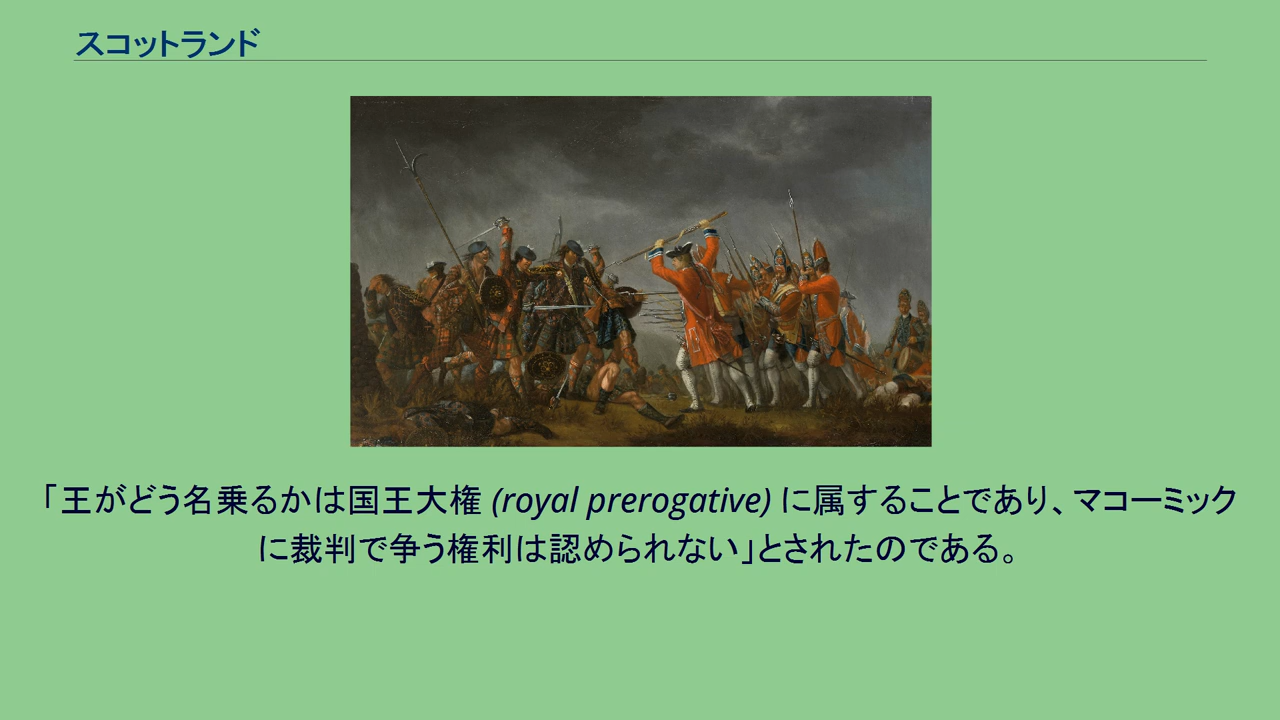 スコットランド
「王がどう名乗るかは国王大権 (royal prerogative) に属することであり、マコーミック
に裁判で争う権利は認められない」とされたのである。